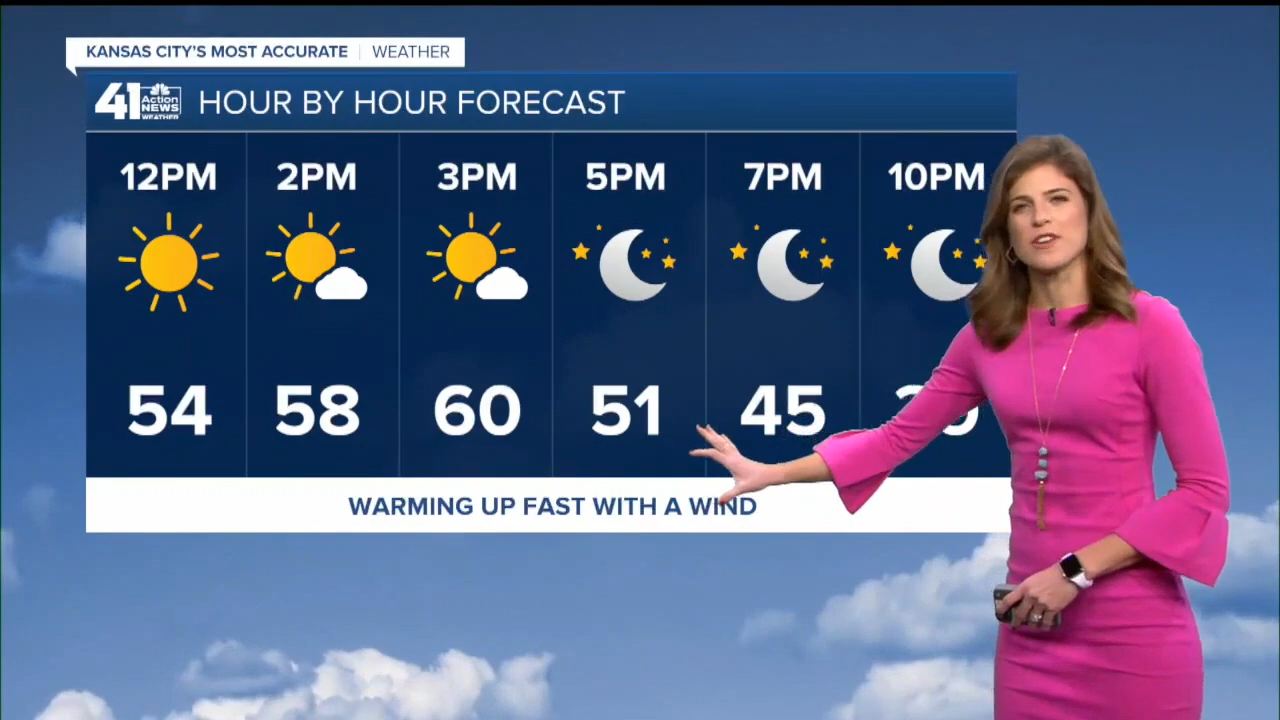 KANSAS CITY'S MOST ACCURATE | WEATHER
41 Action NEWS WEATHER
HOUR BY HOUR FORECAST
12PM 2PM 3PM 5PM 7PM 10PM
54 58 60 51 45
WARMING UP FAST WITH A WIND